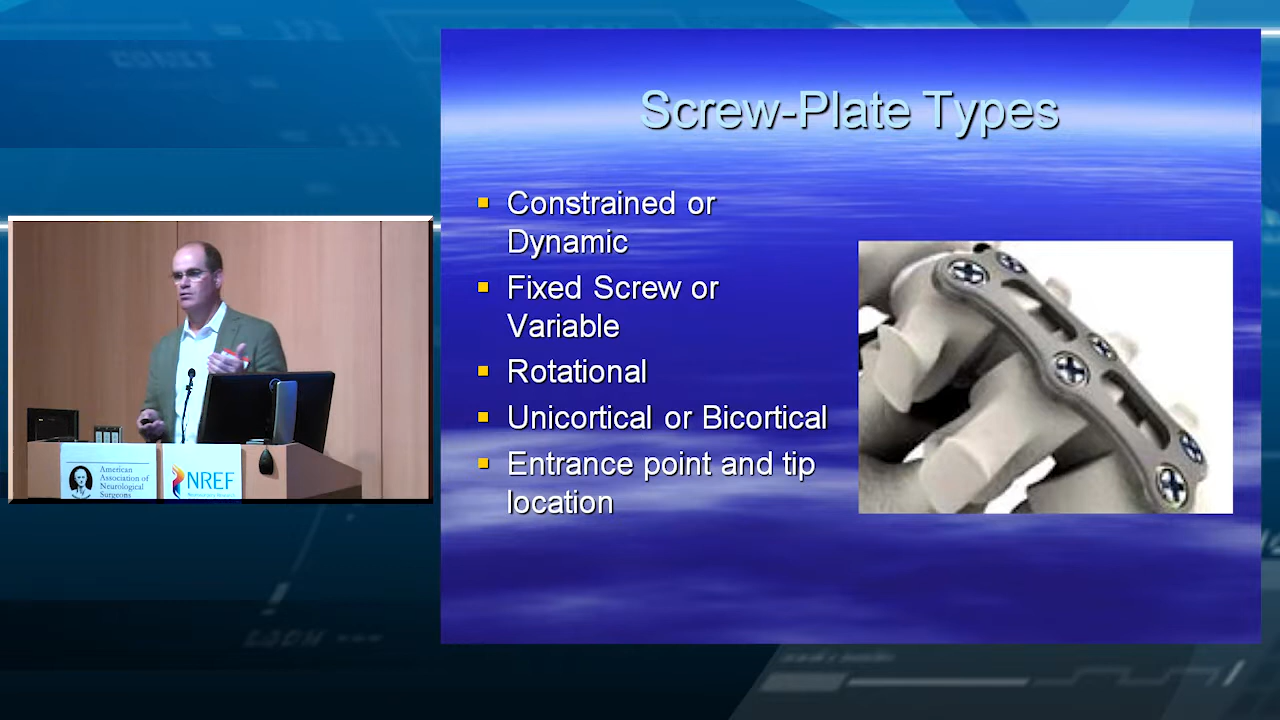 Screw-Plate Types
Constrained or
Dynamic
Fixed Screw or
Variable
Rotational
Unicortical or Bicortical
Entrance point and tip
location
American
Association of
Neurological
Surgeons
NREF